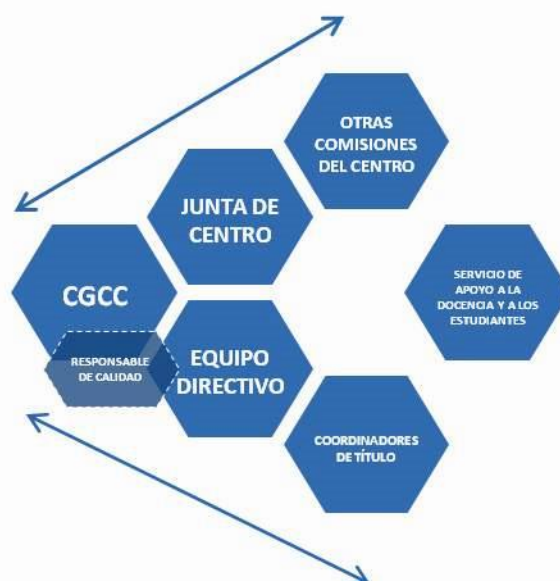 OTRAS
COMISIONES
DEL CENTRO
JUNTA DE
CENTRO
CGCC
SERVICIO DE
APOYO A LA
DOCENCIA Y A LOS
ESTUDIANTES
RESPONSABLE
DE CALIDAD
EQUIPO
DIRECTIVO
COORDINADORES
DE TÍTULO